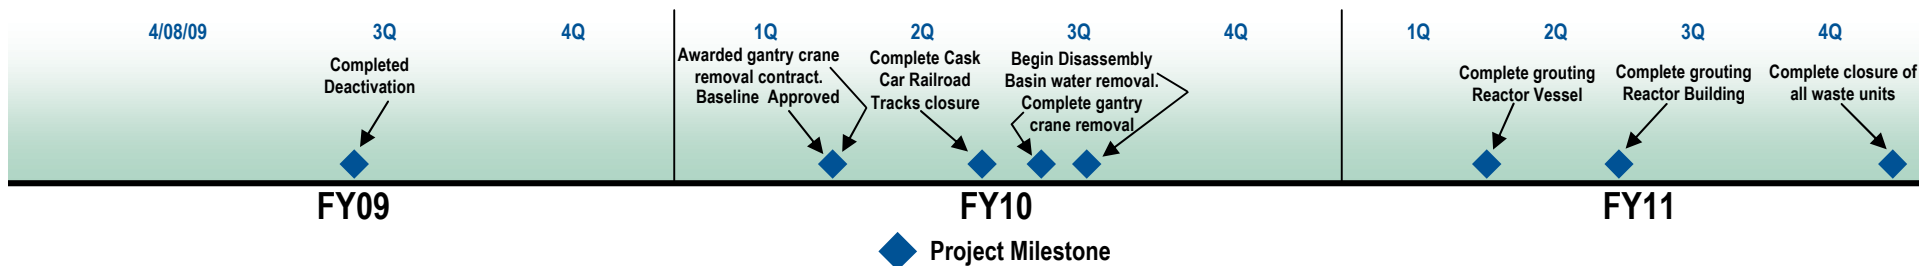 4/08/09
3Q
4Q
1Q
2Q
3Q
4Q
1Q
2Q
3Q
4Q
Completed
Deactivation
Awarded gantry crane
removal contract.
Baseline Approved
Complete Cask
Car Railroad
Tracks closure
Begin Disassembly
Basin water removal.
Complete gantry
crane removal
Complete grouting
Reactor Vessel
Complete grouting
Reactor Building
Complete closure of
all waste units
FY09
FY10
FY11
Project Milestone